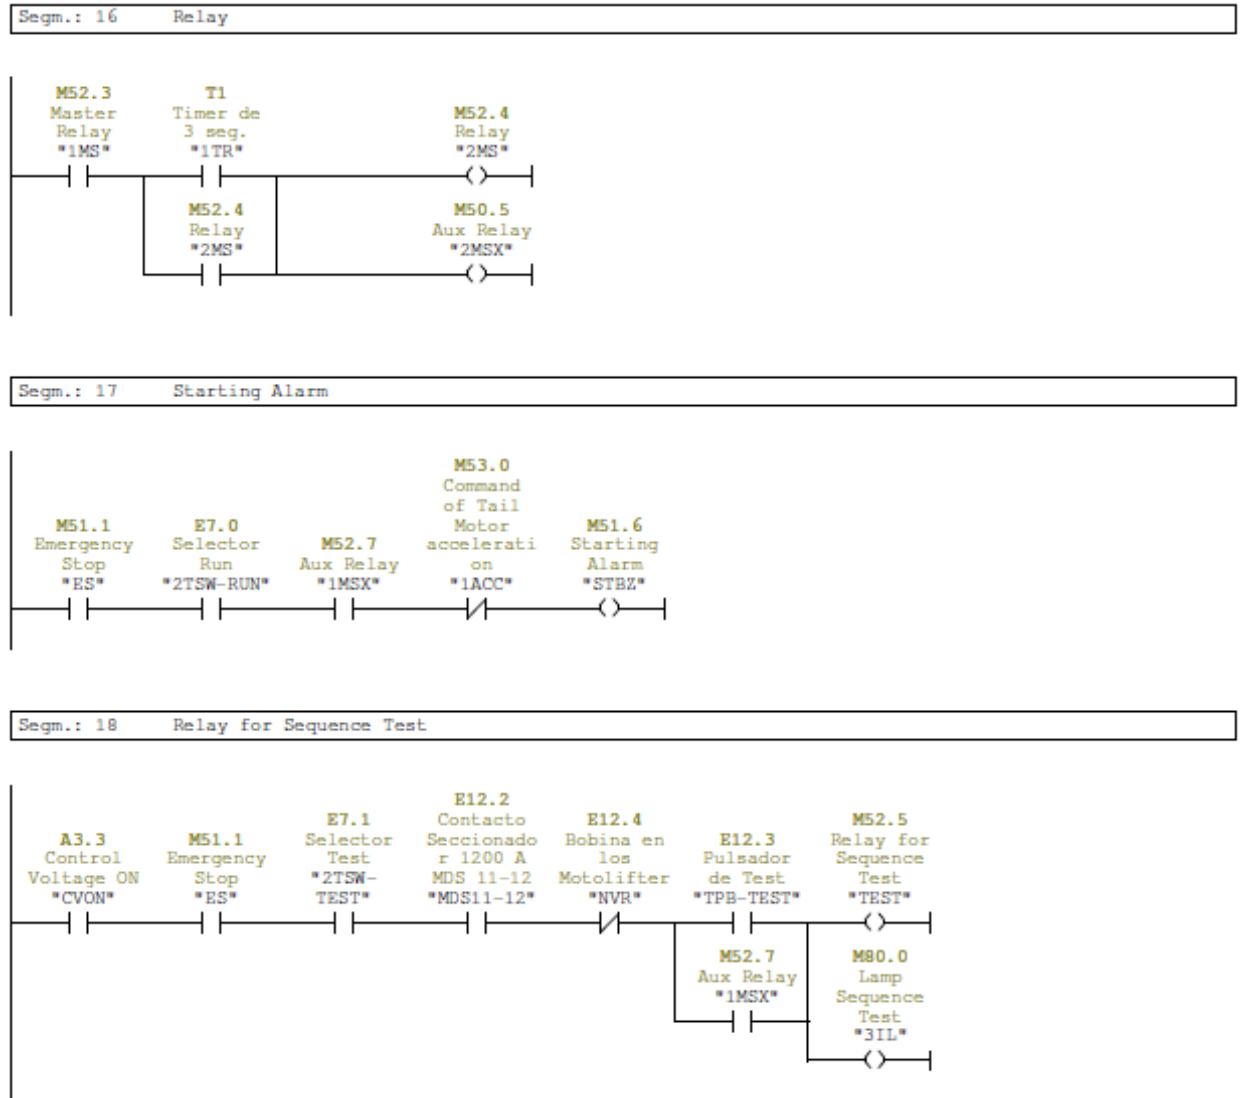 Segm.: 16 Relay
M52.3 T1
Master Timer de M52.4
Relay 3 seg. Relay
"1MS" "1TR" "2MS"
M52.4 M50.5
Relay Aux Relay
"2MS" "2MSX"
Segm.: 17 Starting Alarm
M53.0
Command
of Tail
M51.1 E7.0 Motor M51.6
Emergency Selector M52.7 accelerati Starting
Stop Run Aux Relay on Alarm
"ES" "2TSW-RUN" "1MSX" "1ACC" "STBZ"
Segm.: 18 Relay for Sequence Test
E12.2
E7.1 Contacto E12.4 M52.5
A3.3 M51.1 Selector Seccionado Bobina en E12.3 Relay for
Control Emergency Test r 1200 A los Pulsador Sequence
Voltage ON Stop "2TSW- MDS 11-12 Motolifter de Test Test
"CVON" "ES" TEST" "MDS11-12" "NVR" "TPB-TEST" "TEST"
M52.7 M80.0
Aux Relay Lamp
"1MSX" Sequence
Test
"3IL"